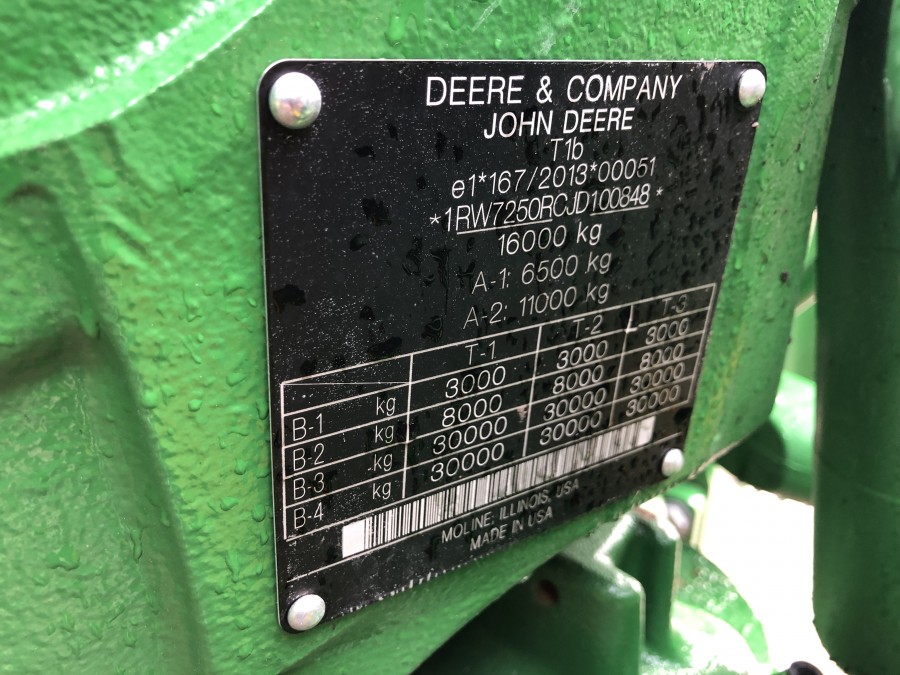 DEERE & COMPANY
JOHN DEERE
T1b
e1*167/2013*00051
*1RW7250RCJD100848*
16000 kg
A-1: 6500 kg
A-2: 11000 kg
T-1 T-2 T-3
B-1 kg 3000 3000 3000
B-2 kg 8000 8000 8000
B-3 kg 30000 30000 30000
B-4 kg 30000 30000 30000
MOLINE, ILLINOIS, USA
MADE IN USA